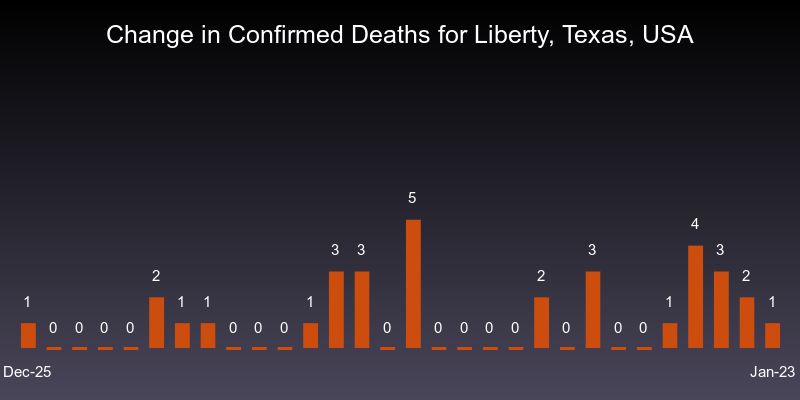 Change in Confirmed Deaths for Liberty, Texas, USA
1 0 0 0 0 2 1 1 0 0 0 1 3 3 0 5 0 0 0 0 2 0 3 0 0 1 4 3 2 1
Dec-25 Jan-23